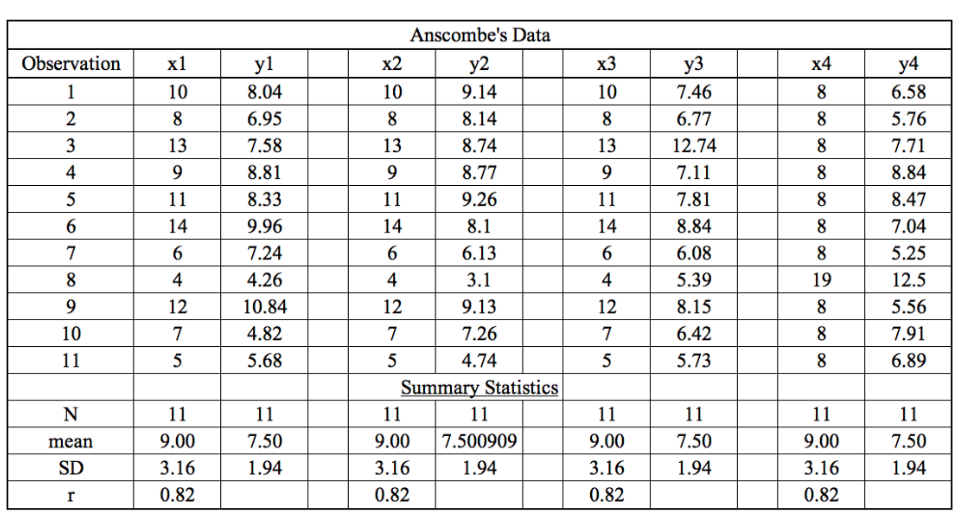 Anscombe's Data
Observation x1 y1 x2 y2 x3 y3 x4 y4
1 10 8.04 10 9.14 10 7.46 8 6.58
2 8 6.95 8 8.14 8 6.77 8 5.76
3 13 7.58 13 8.74 13 12.74 8 7.71
4 9 8.81 9 8.77 9 7.11 8 8.84
5 11 8.33 11 9.26 11 7.81 8 8.47
6 14 9.96 14 8.1 14 8.84 8 7.04
7 6 7.24 6 6.13 6 6.08 8 5.25
8 4 4.26 4 3.1 4 5.39 19 12.5
9 12 10.84 12 9.13 12 8.15 8 5.56
10 7 4.82 7 7.26 7 6.42 8 7.91
11 5 5.68 5 4.74 5 5.73 8 6.89
Summary Statistics
N 11 11 11 11 11 11 11 11
mean 9.00 7.50 9.00 7.500909 9.00 7.50 9.00 7.50
SD 3.16 1.94 3.16 1.94 3.16 1.94 3.16 1.94
r 0.82 0.82 0.82 0.82